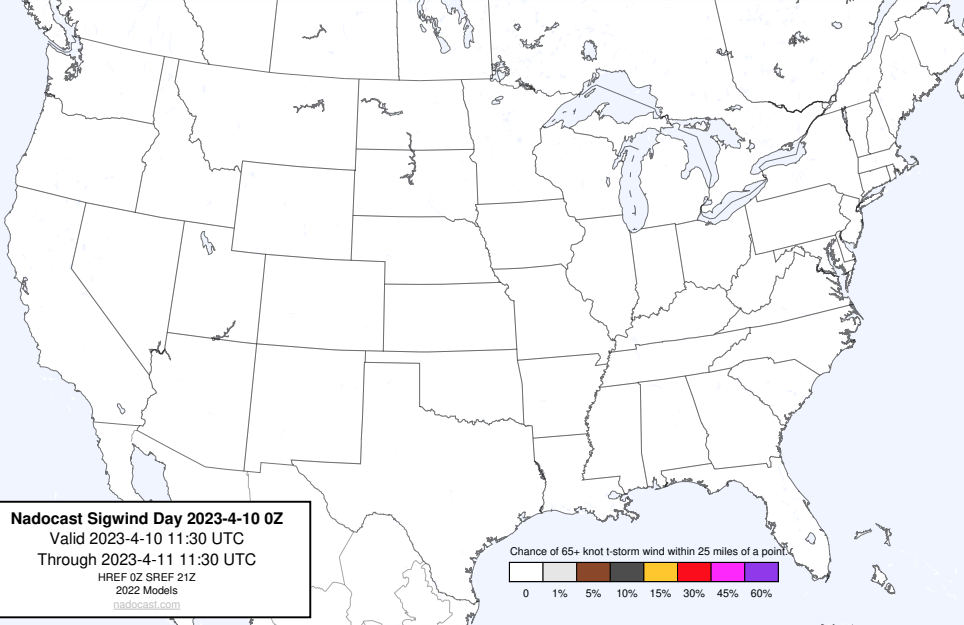 Nadocast Sigwind Day 2023-4-10 0Z
Valid 2023-4-10 11:30 UTC
Through 2023-4-11 11:30 UTC
HREF 0Z SREF 21Z
2022 Models
nadocast.com
Chance of 65+ knot t-storm wind within 25 miles of a point.
0 1% 5% 10% 15% 30% 45% 60%